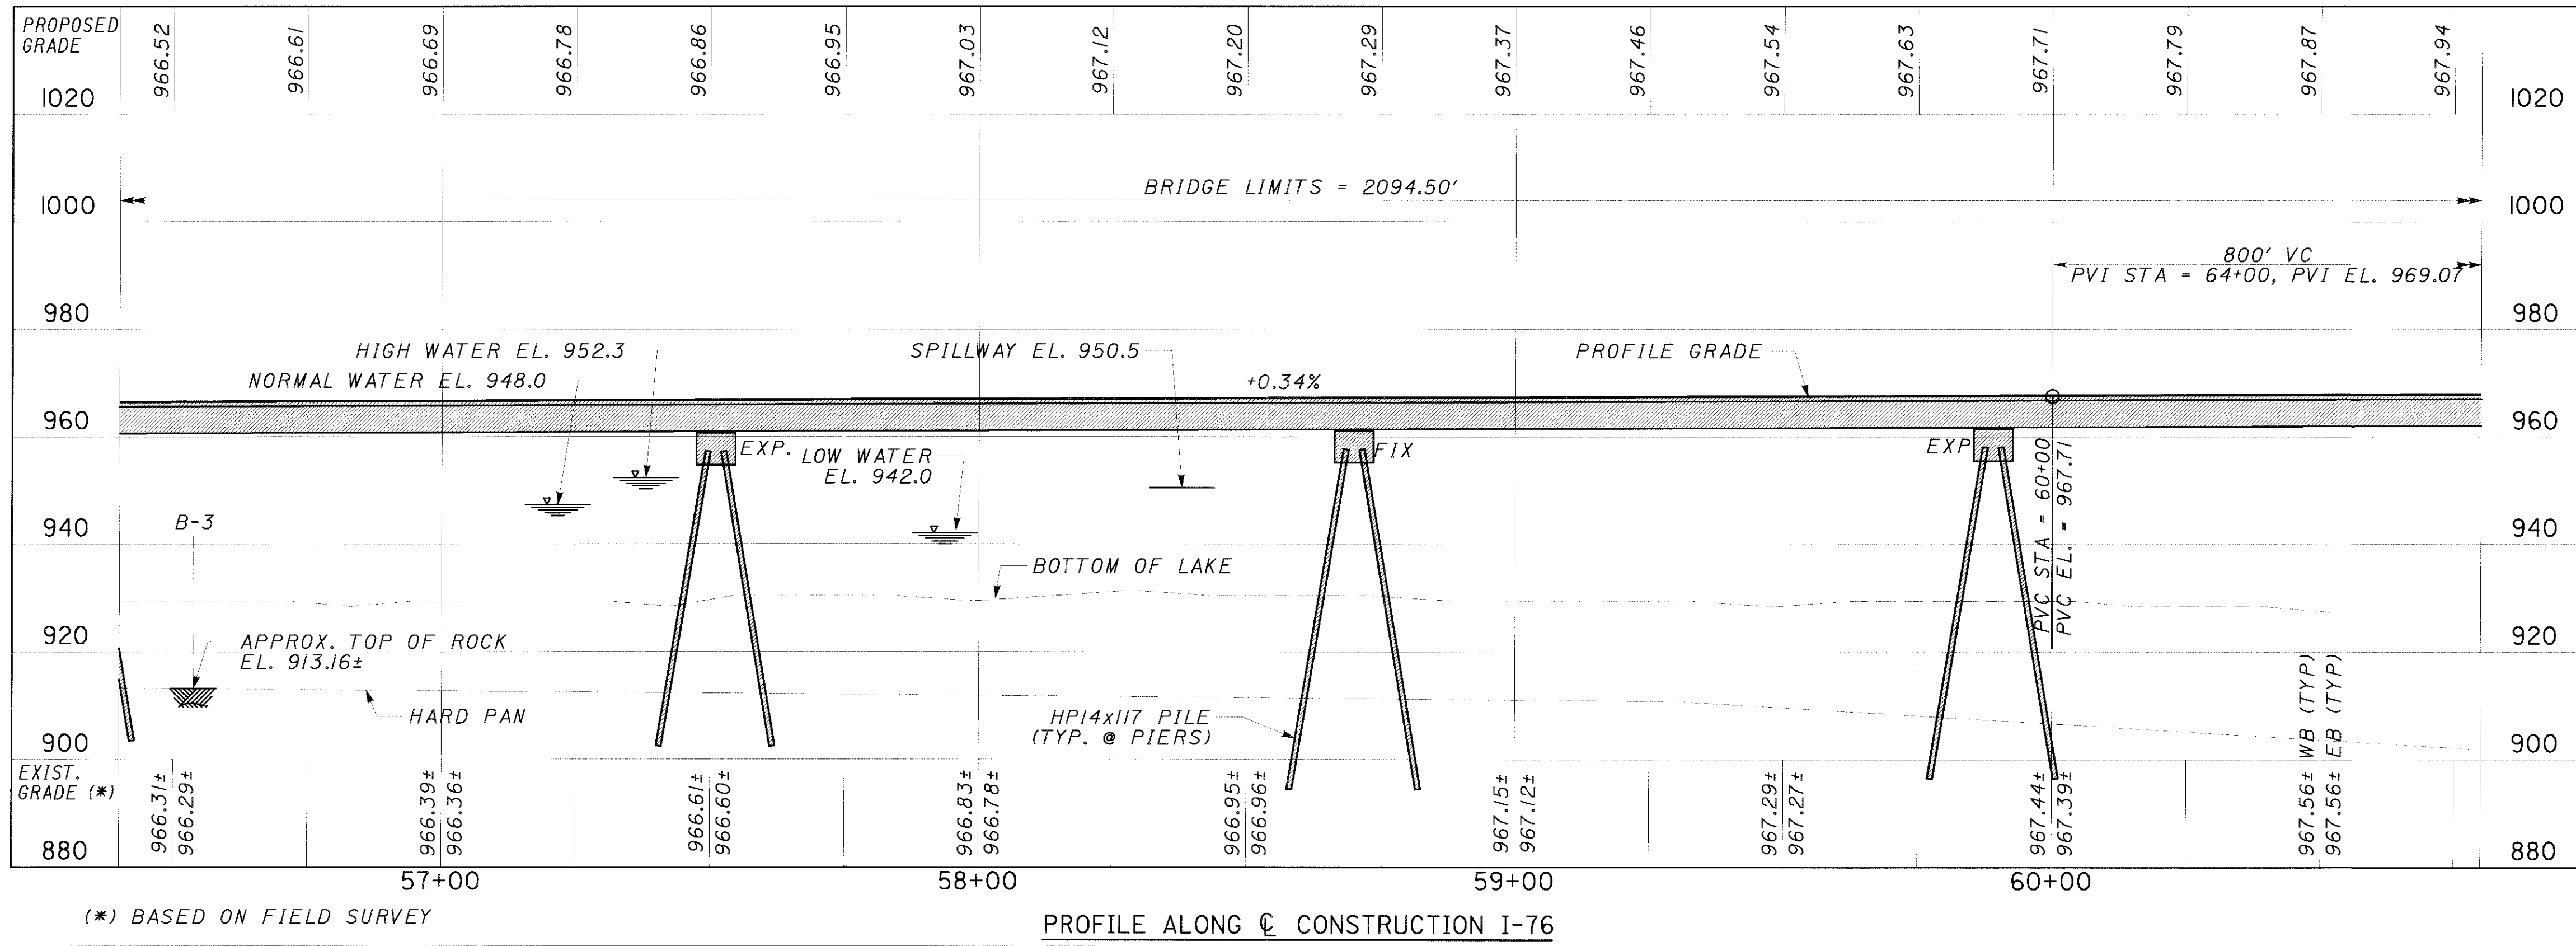 PROPOSED
GRADE
966.52
966.61
966.69
966.78
966.86
966.95
967.03
967.12
967.20
967.29
967.37
967.46
967.54
967.63
967.71
967.79
967.87
967.94
1020
1020
BRIDGE LIMITS = 2094.50'
1000
1000
800' VC
PVI STA = 64+00, PVI EL. 969.07
980
980
HIGH WATER EL. 952.3
SPILLWAY EL. 950.5
PROFILE GRADE
NORMAL WATER EL. 948.0
+0.34%
960
960
EXP.
LOW WATER
EL. 942.0
FIX
EXP
PVC STA = 60+00
PVC EL. = 967.71
B-3
940
940
BOTTOM OF LAKE
920
920
APPROX. TOP OF ROCK
EL. 913.16±
HARD PAN
HP14x117 PILE
(TYP. @ PIERS)
900
900
EXIST.
GRADE (*)
966.31±
966.29±
966.39±
966.36±
966.61±
966.60±
966.83±
966.78±
966.95±
966.96±
967.15±
967.12±
967.29±
967.27±
967.44±
967.39±
967.56± WB (TYP)
967.56± EB (TYP)
880
880
57+00
58+00
59+00
60+00
(*) BASED ON FIELD SURVEY
PROFILE ALONG ℄ CONSTRUCTION I-76